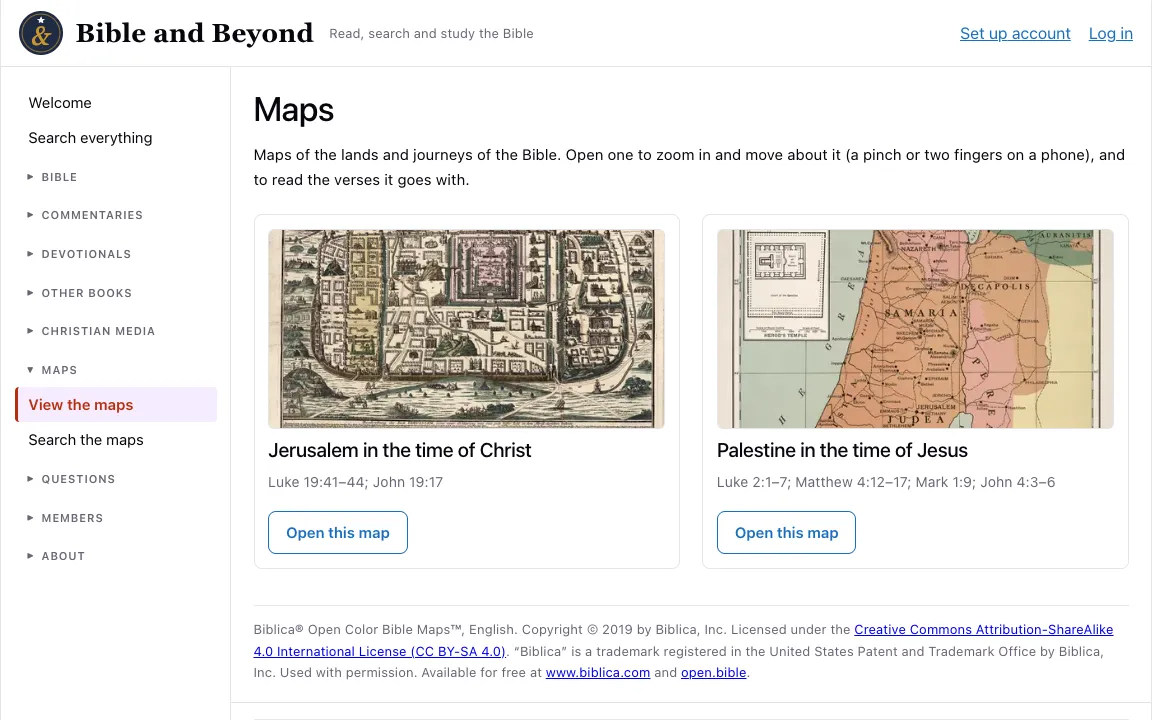 & Bible and Beyond Read, search and study the Bible Set up account Log in
Welcome
Search everything
▸ BIBLE
▸ COMMENTARIES
▸ DEVOTIONALS
▸ OTHER BOOKS
▸ CHRISTIAN MEDIA
▾ MAPS
View the maps
Search the maps
▸ QUESTIONS
▸ MEMBERS
▸ ABOUT
Maps
Maps of the lands and journeys of the Bible. Open one to zoom in and move about it (a pinch or two fingers on a phone), and
to read the verses it goes with.
Jerusalem in the time of Christ
Luke 19:41–44; John 19:17
Open this map
NAZARETH
AURANITIS
DECAPOLIS
SAMARIA
PHILADELPHIA
EPHRAIM
JERUSALEM
JUDEA
HEROD'S TEMPLE
Palestine in the time of Jesus
Luke 2:1–7; Matthew 4:12–17; Mark 1:9; John 4:3–6
Open this map
Biblica® Open Color Bible Maps™, English. Copyright © 2019 by Biblica, Inc. Licensed under the Creative Commons Attribution-ShareAlike
4.0 International License (CC BY-SA 4.0). “Biblica” is a trademark registered in the United States Patent and Trademark Office by Biblica,
Inc. Used with permission. Available for free at www.biblica.com and open.bible.